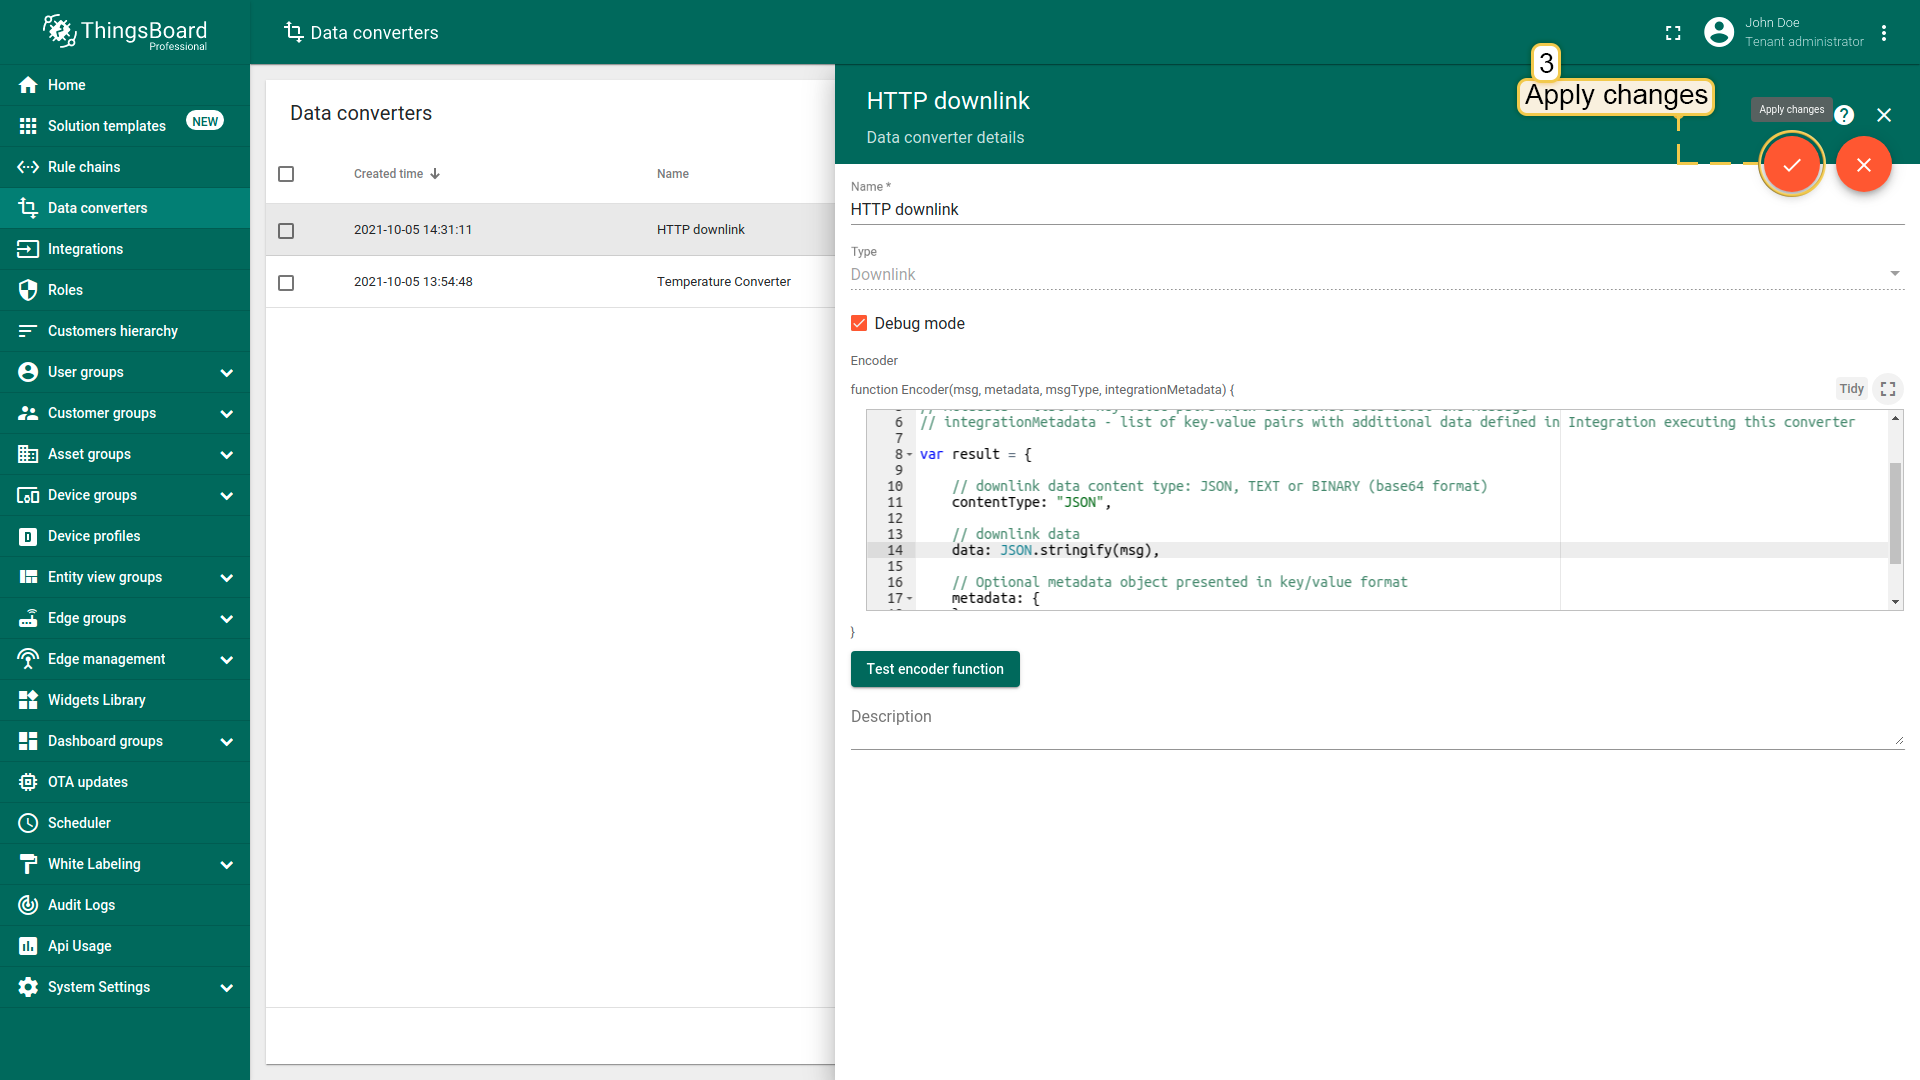 ThingsBoard
Professional
Data converters
John Doe
Tenant administrator
Home
Solution templates
NEW
Rule chains
Data converters
Integrations
Roles
Customers hierarchy
User groups
Customer groups
Asset groups
Device groups
Device profiles
Entity view groups
Edge groups
Edge management
Widgets Library
Dashboard groups
OTA updates
Scheduler
White Labeling
Audit Logs
Api Usage
System Settings
Data converters
Created time
Name
2021-10-05 14:31:11
HTTP downlink
2021-10-05 13:54:48
Temperature Converter
HTTP downlink
Data converter details
3
Apply changes
Apply changes
?
Name *
HTTP downlink
Type
Downlink
Debug mode
Encoder
function Encoder(msg, metadata, msgType, integrationMetadata) {
Tidy
6 // integrationMetadata - list of key-value pairs with additional data defined in Integration executing this converter
7
8 var result = {
9
10 // downlink data content type: JSON, TEXT or BINARY (base64 format)
11 contentType: "JSON",
12
13 // downlink data
14 data: JSON.stringify(msg),
15
16 // Optional metadata object presented in key/value format
17 metadata: {
}
Test encoder function
Description